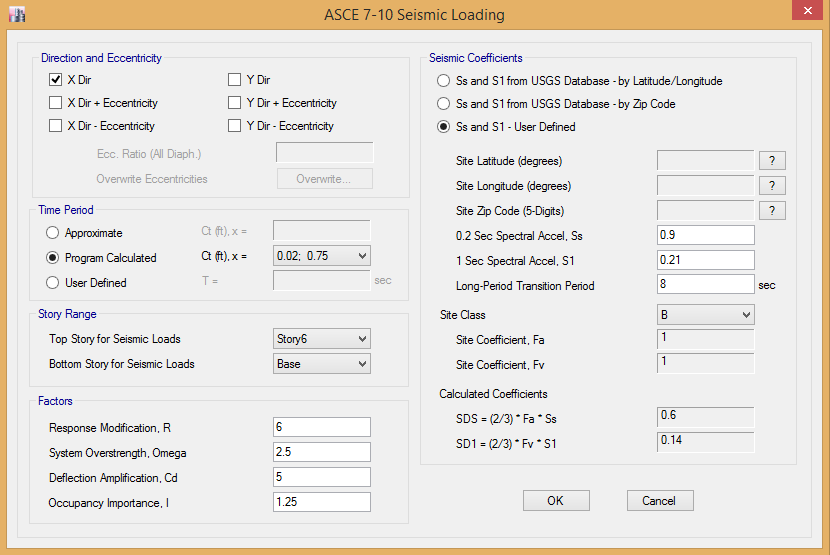 ASCE 7-10 Seismic Loading
Direction and Eccentricity
X Dir
Y Dir
X Dir + Eccentricity
Y Dir + Eccentricity
X Dir - Eccentricity
Y Dir - Eccentricity
Ecc. Ratio (All Diaph.)
Overwrite Eccentricities
Overwrite...
Time Period
Approximate
Ct (ft), x =
Program Calculated
Ct (ft), x =
0.02; 0.75
User Defined
T =
sec
Story Range
Top Story for Seismic Loads
Story6
Bottom Story for Seismic Loads
Base
Factors
Response Modification, R
6
System Overstrength, Omega
2.5
Deflection Amplification, Cd
5
Occupancy Importance, I
1.25
Seismic Coefficients
Ss and S1 from USGS Database - by Latitude/Longitude
Ss and S1 from USGS Database - by Zip Code
Ss and S1 - User Defined
Site Latitude (degrees)
?
Site Longitude (degrees)
?
Site Zip Code (5-Digits)
?
0.2 Sec Spectral Accel, Ss
0.9
1 Sec Spectral Accel, S1
0.21
Long-Period Transition Period
8
sec
Site Class
B
Site Coefficient, Fa
1
Site Coefficient, Fv
1
Calculated Coefficients
SDS = (2/3) * Fa * Ss
0.6
SD1 = (2/3) * Fv * S1
0.14
OK
Cancel